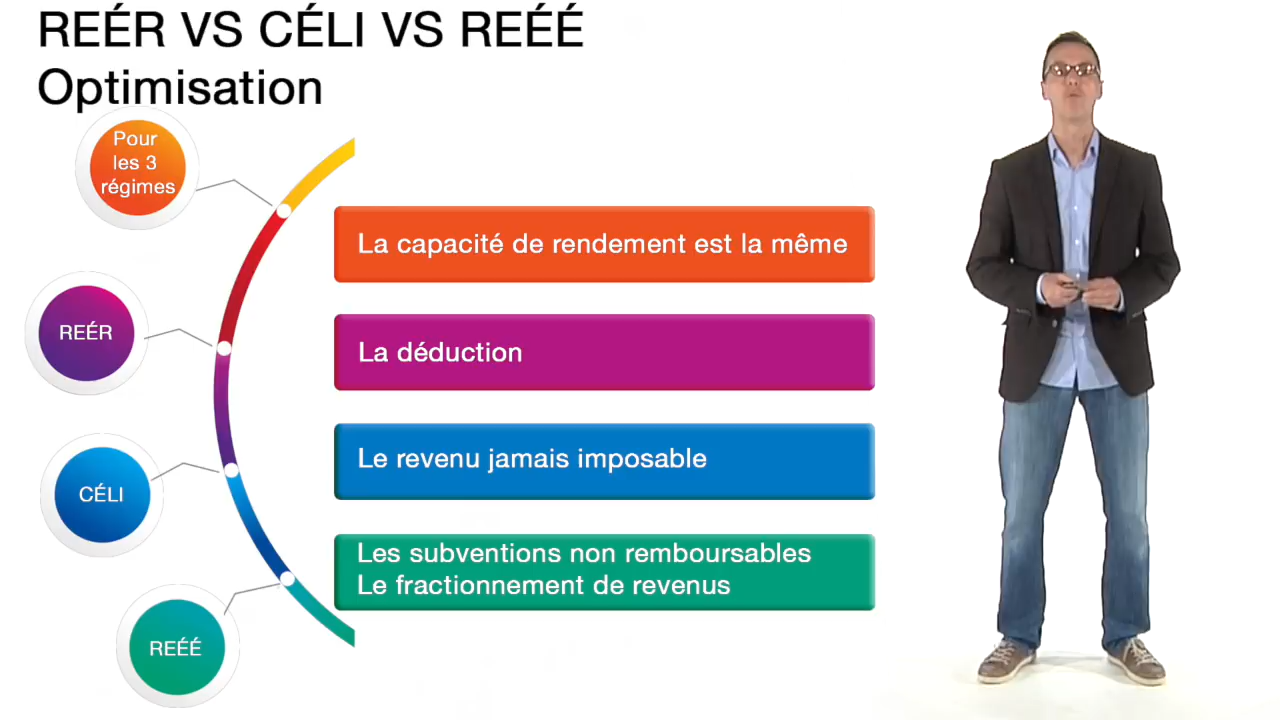 REÉR VS CÉLI VS REÉÉ
Optimisation
Pour
les 3
régimes
La capacité de rendement est la même
REÉR
La déduction
CÉLI
Le revenu jamais imposable
REÉÉ
Les subventions non remboursables
Le fractionnement de revenus